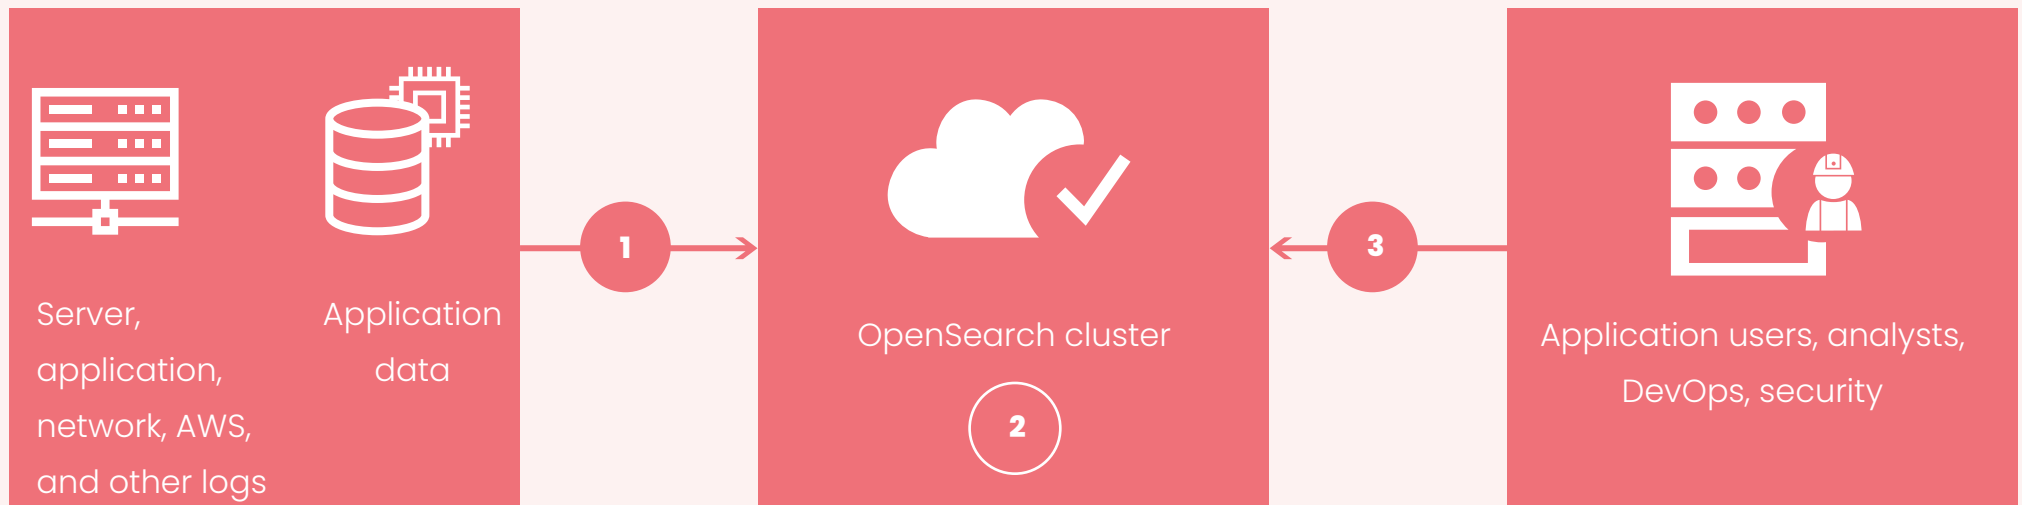 Server,
application,
network, AWS,
and other logs
Application
data
1
OpenSearch cluster
2
3
Application users, analysts,
DevOps, security